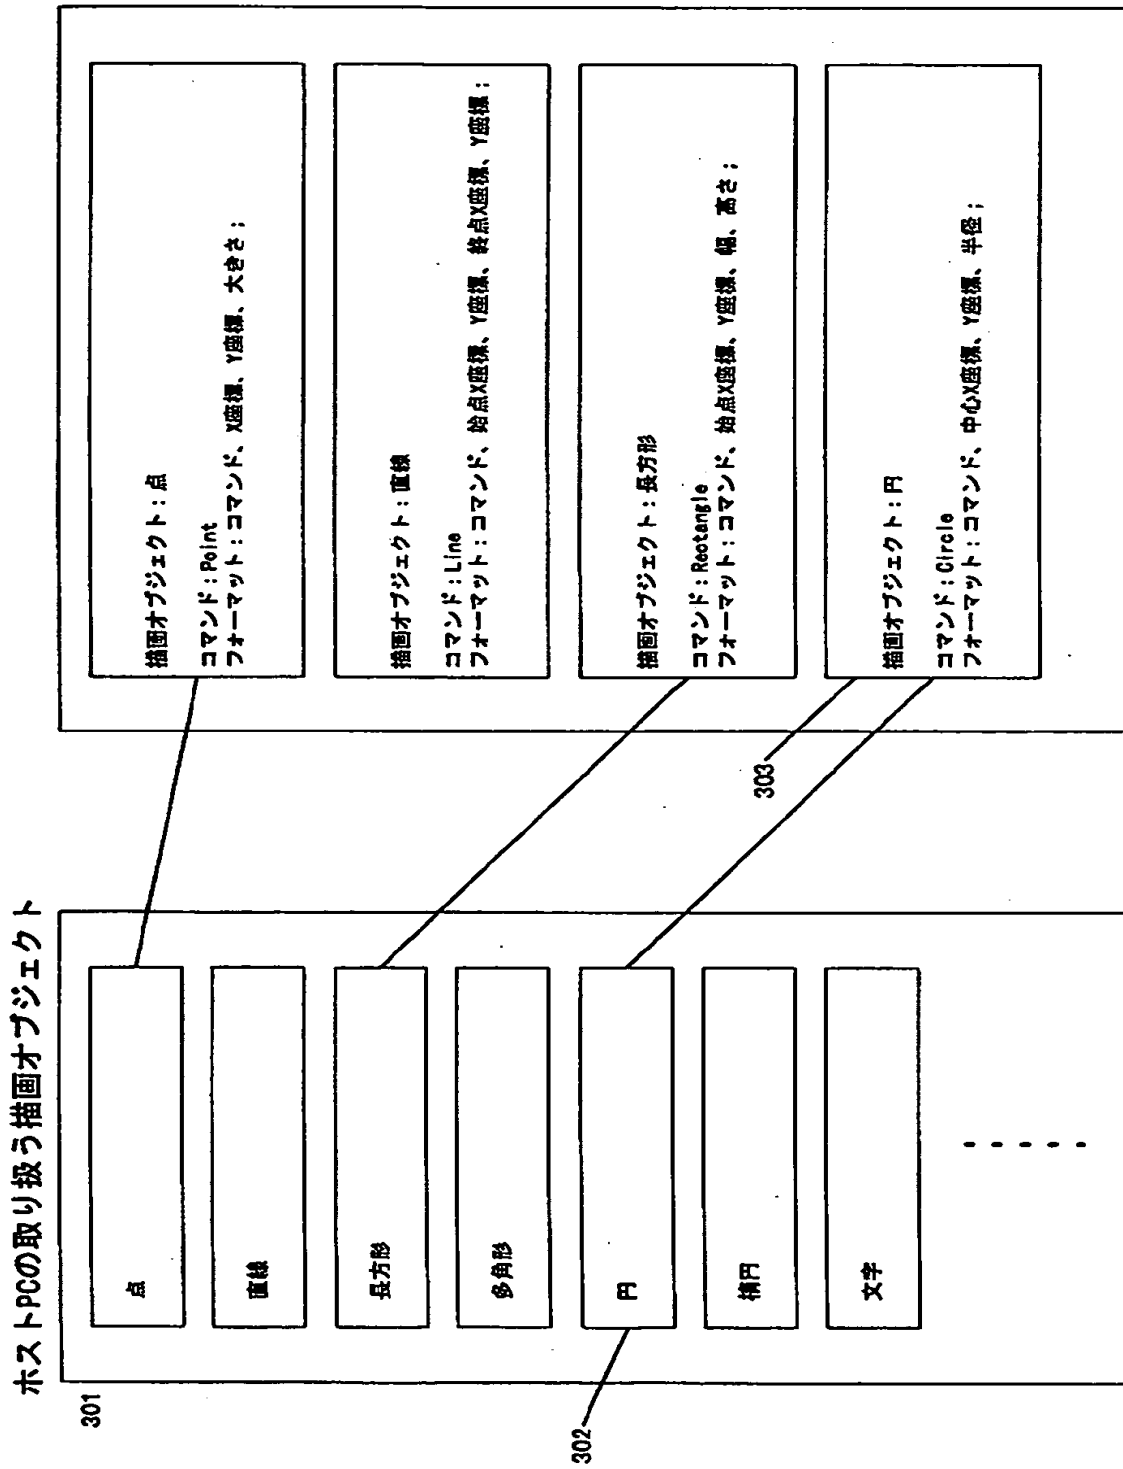 ホストPCの取り扱う描画オブジェクト
301
点
直線
長方形
多角形
円
楕円
文字
302
描画オブジェクト：点
コマンド：Point
フォーマット：コマンド、X座標、Y座標、大きさ；
描画オブジェクト：直線
コマンド：Line
フォーマット：コマンド、始点X座標、Y座標、終点X座標、Y座標；
描画オブジェクト：長方形
コマンド：Rectangle
フォーマット：コマンド、始点X座標、Y座標、幅、高さ；
描画オブジェクト：円
コマンド：Circle
フォーマット：コマンド、中心X座標、Y座標、半径；
303